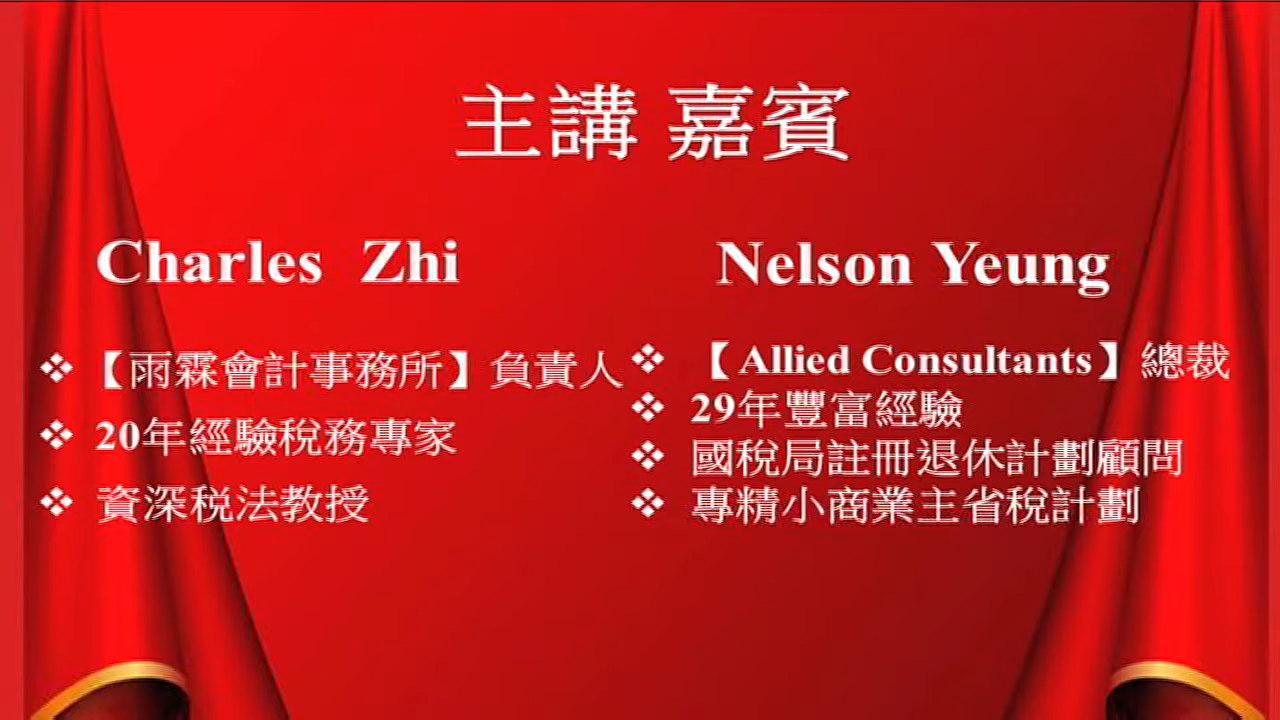 主講 嘉賓
Charles Zhi
❖ 【雨霖會計事務所】負責人
❖ 20年經驗稅務專家
❖ 資深税法教授
Nelson Yeung
❖ 【Allied Consultants】總裁
❖ 29年豐富經驗
❖ 國稅局註冊退休計劃顧問
❖ 專精小商業主省稅計劃